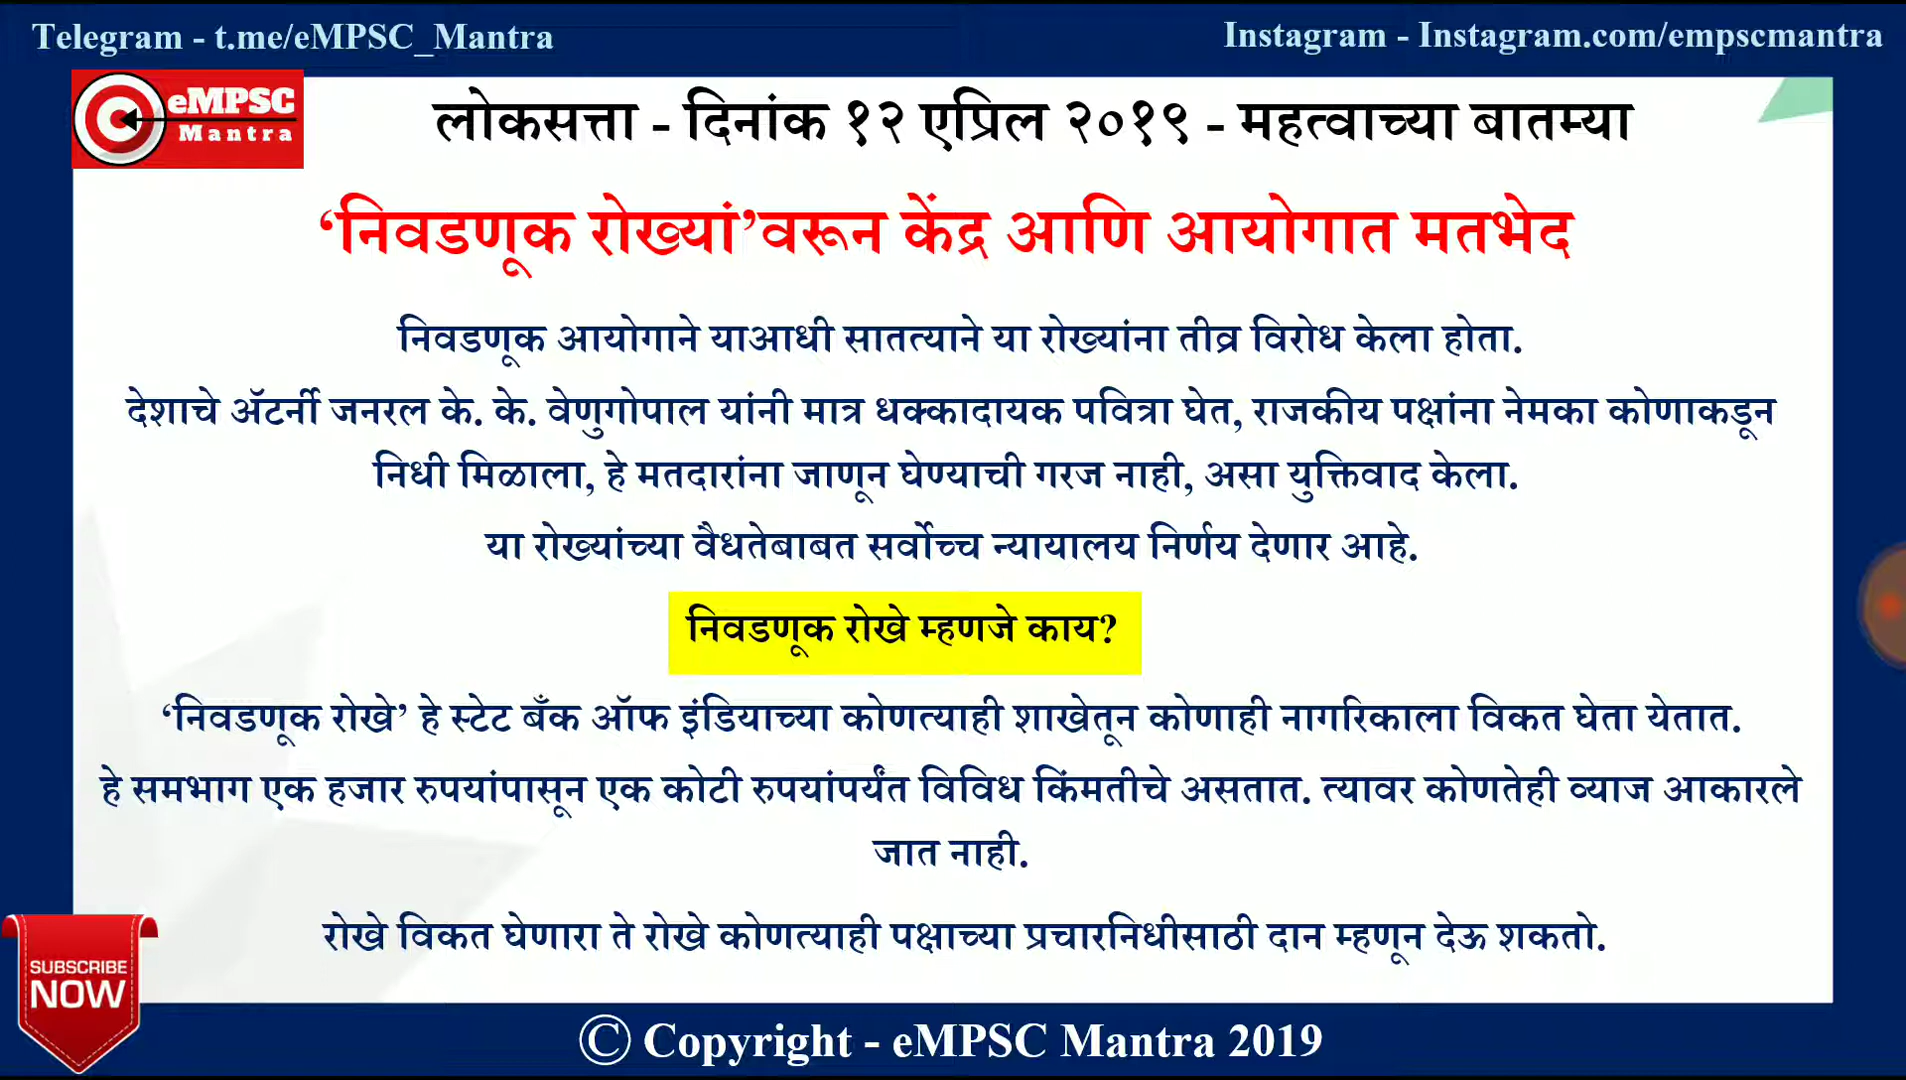 Telegram - t.me/eMPSC_Mantra
Instagram - Instagram.com/empscmantra
eMPSC
Mantra
लोकसत्ता - दिनांक १२ एप्रिल २०१९ - महत्वाच्या बातम्या
‘निवडणूक रोख्यां’वरून केंद्र आणि आयोगात मतभेद
निवडणूक आयोगाने याआधी सातत्याने या रोख्यांना तीव्र विरोध केला होता.
देशाचे अ‍ॅटर्नी जनरल के. के. वेणुगोपाल यांनी मात्र धक्कादायक पवित्रा घेत, राजकीय पक्षांना नेमका कोणाकडून
निधी मिळाला, हे मतदारांना जाणून घेण्याची गरज नाही, असा युक्तिवाद केला.
या रोख्यांच्या वैधतेबाबत सर्वोच्च न्यायालय निर्णय देणार आहे.
निवडणूक रोखे म्हणजे काय?
‘निवडणूक रोखे’ हे स्टेट बँक ऑफ इंडियाच्या कोणत्याही शाखेतून कोणाही नागरिकाला विकत घेता येतात.
हे समभाग एक हजार रुपयांपासून एक कोटी रुपयांपर्यंत विविध किंमतीचे असतात. त्यावर कोणतेही व्याज आकारले
जात नाही.
रोखे विकत घेणारा ते रोखे कोणत्याही पक्षाच्या प्रचारनिधीसाठी दान म्हणून देऊ शकतो.
SUBSCRIBE
NOW
© Copyright - eMPSC Mantra 2019